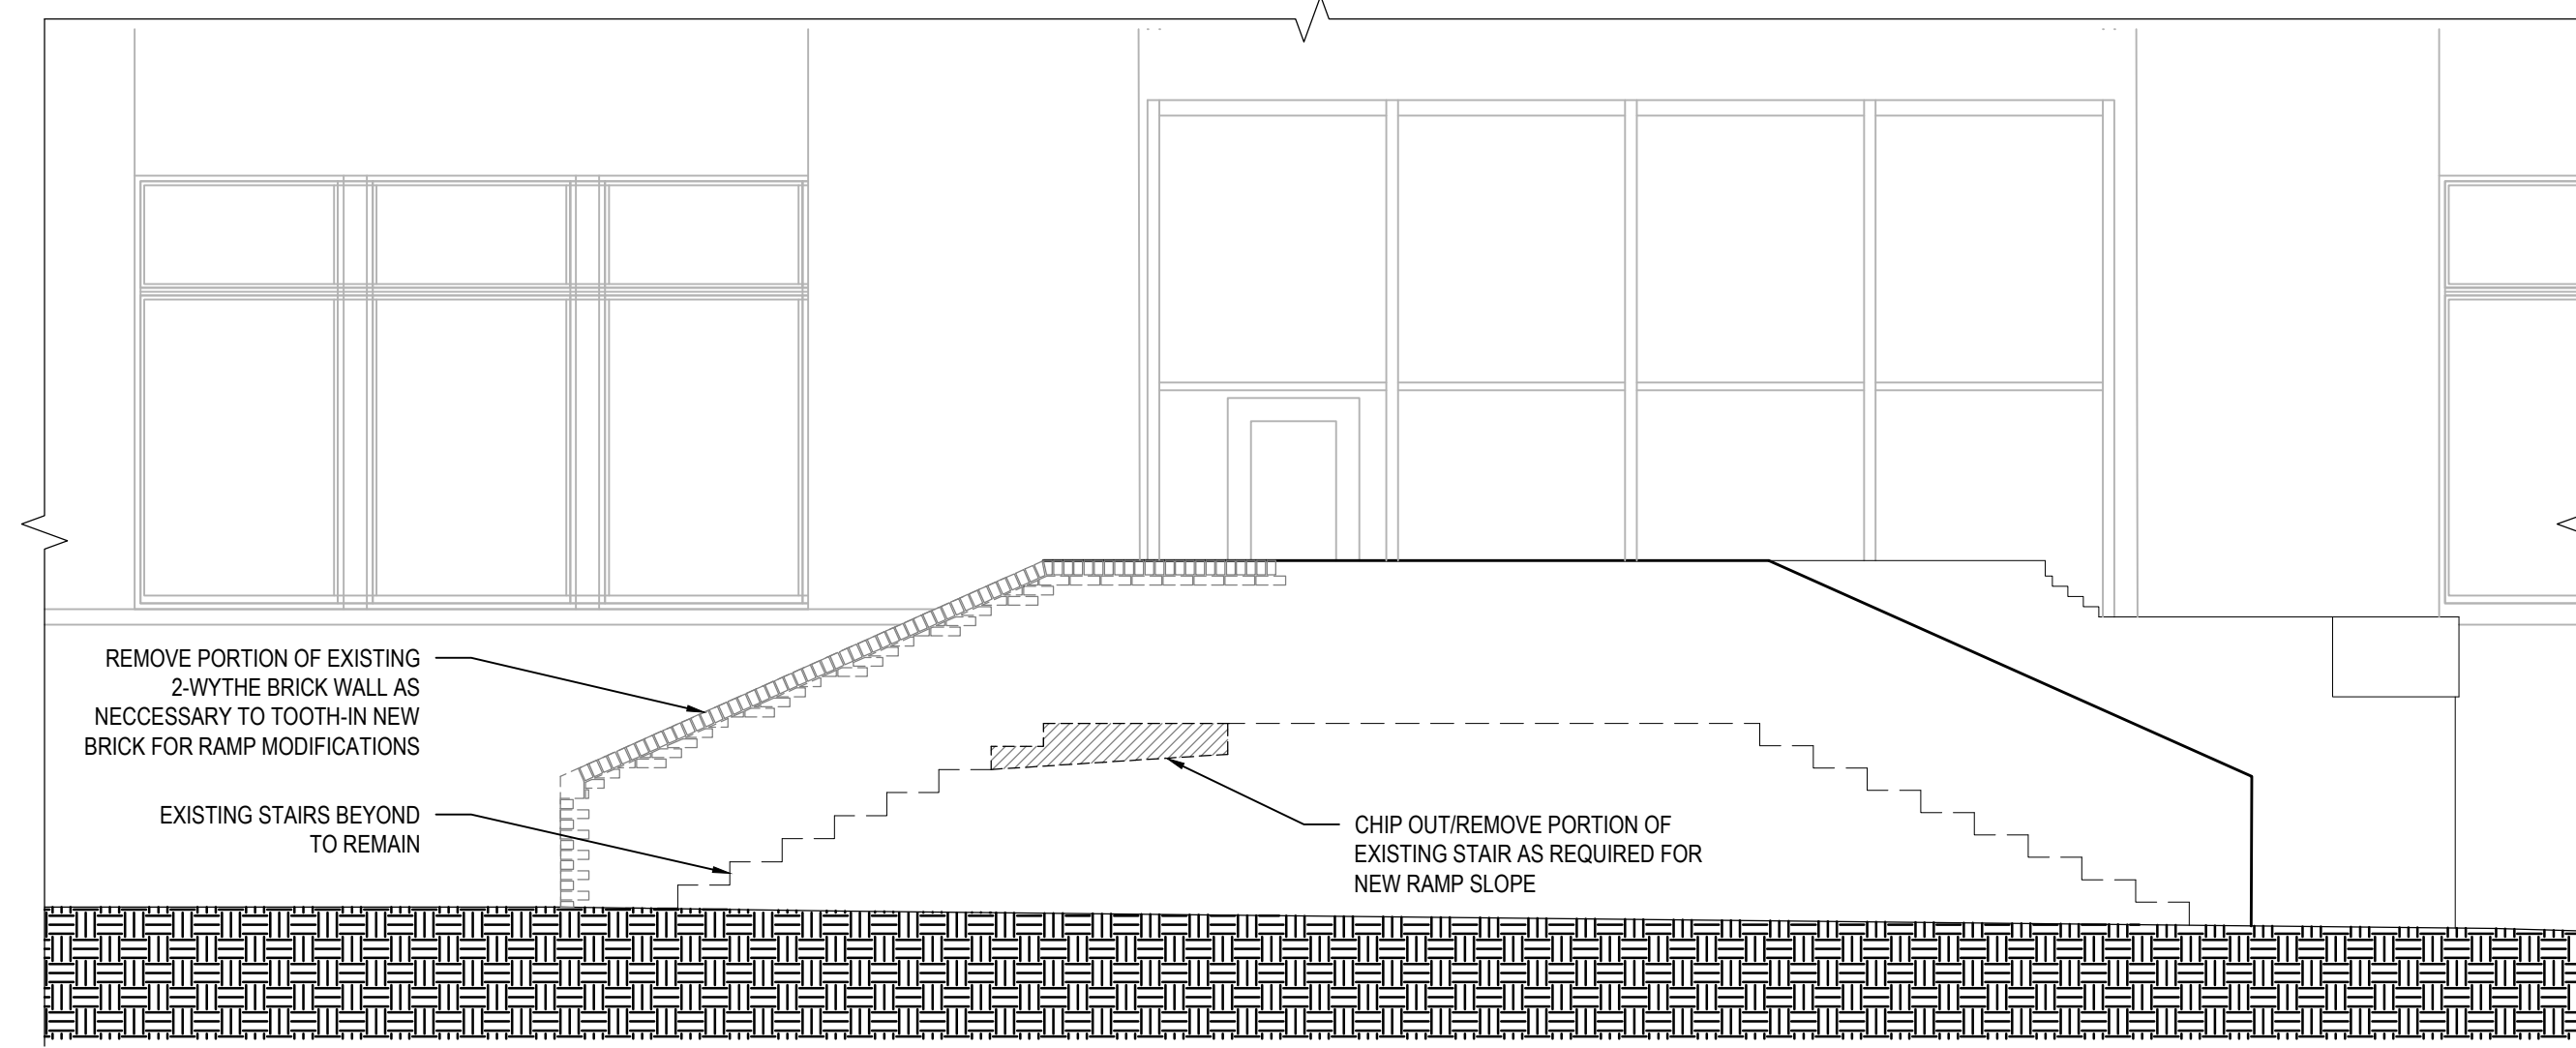 REMOVE PORTION OF EXISTING
2-WYTHE BRICK WALL AS
NECCESSARY TO TOOTH-IN NEW
BRICK FOR RAMP MODIFICATIONS
EXISTING STAIRS BEYOND
TO REMAIN
CHIP OUT/REMOVE PORTION OF
EXISTING STAIR AS REQUIRED FOR
NEW RAMP SLOPE